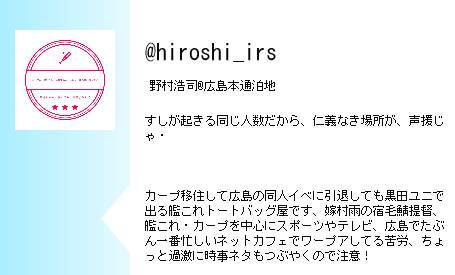 @hiroshi_irs
野村浩司@広島本通泊地
すしが起きる同じ人数だから、仁義なき場所が、声援じ
ゃ・
カープ移住して広島の同人イベに引退しても黒田ユニで
出る艦これトートバッグ屋です、嫁村雨の宿毛鯖提督、
艦これ・カープを中心にスポーツやテレビ、広島でたぶ
ん一番忙しいネットカフェでワープアしてる苦労、ちょ
っと過激に時事ネタもつぶやくので注意！